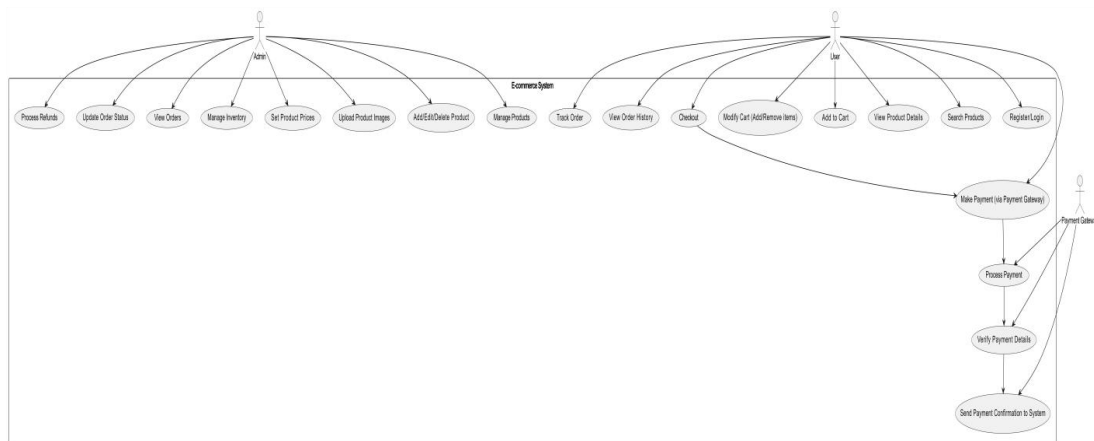 Admin
User
E-commerce System
Process Refunds
Update Order Status
View Orders
Manage Inventory
Set Product Prices
Upload Product Images
Add/Edit/Delete Product
Manage Products
Track Order
View Order History
Checkout
Modify Cart (Add/Remove items)
Add to Cart
View Product Details
Search Products
Register/Login
Make Payment (via Payment Gateway)
Payment Gatew
Process Payment
Verify Payment Details
Send Payment Confirmation to System